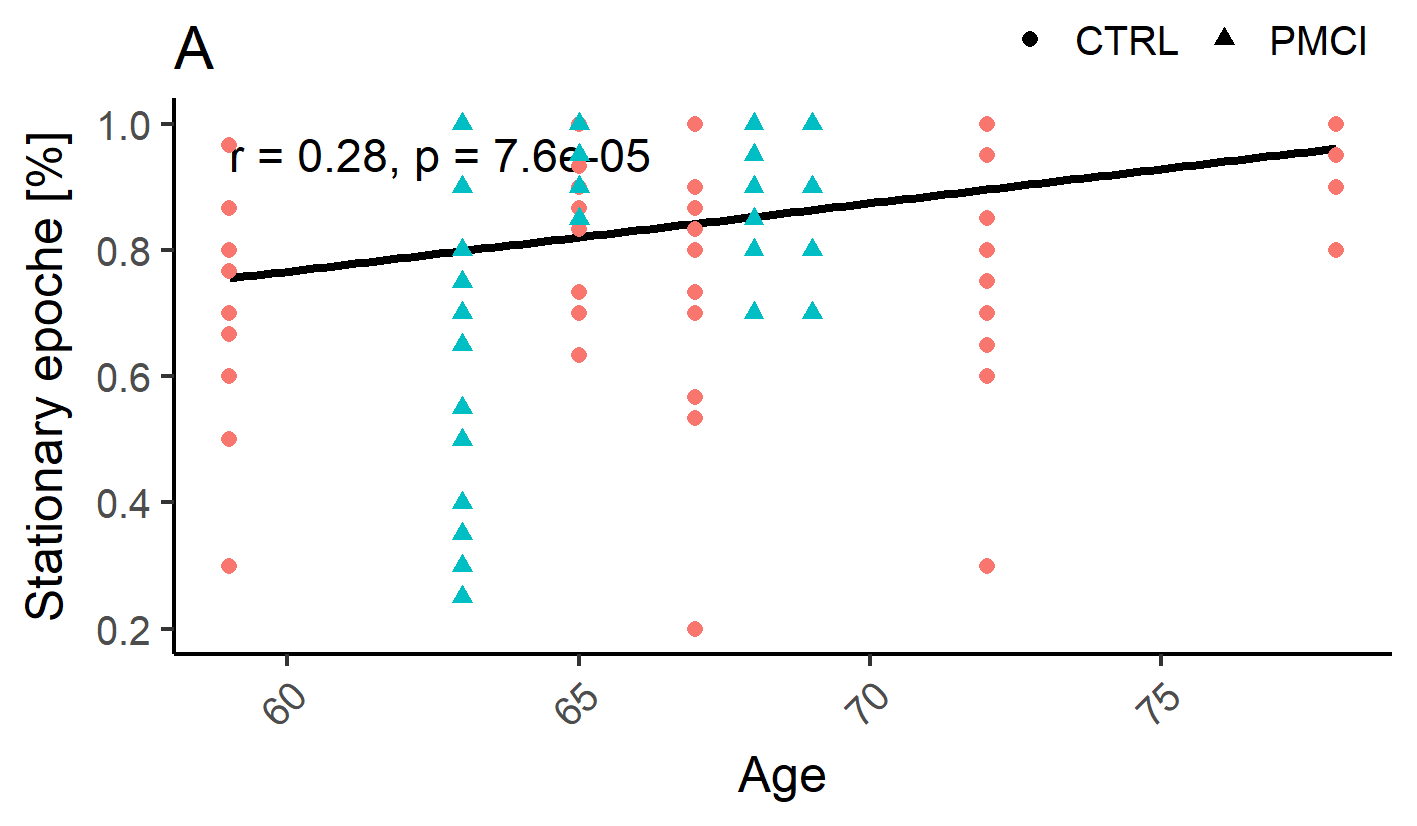 A
CTRL PMCI
Stationary epoche [%]
1.0
0.8
0.6
0.4
0.2
r = 0.28, p = 7.6e-05
60 65 70 75
Age